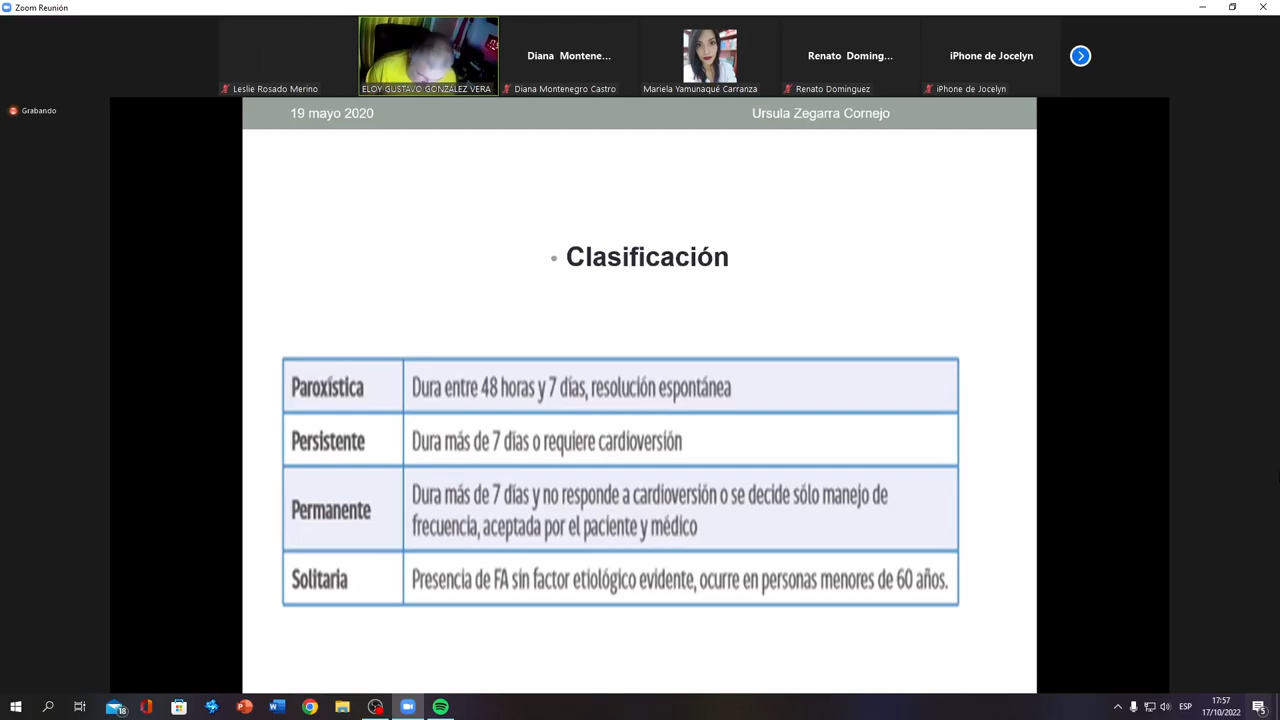 Zoom Reunión
Diana Montene...
Renato Doming...
iPhone de Jocelyn
Leslie Rosado Merino
ELOY GUSTAVO GONZALEZ VERA
Diana Montenegro Castro
Mariela Yamunaqué Carranza
Renato Dominguez
iPhone de Jocelyn
Grabando
19 mayo 2020
Ursula Zegarra Cornejo
• Clasificación
Paroxística
Dura entre 48 horas y 7 días, resolución espontánea
Persistente
Dura más de 7 días o requiere cardioversión
Permanente
Dura más de 7 días y no responde a cardioversión o se decide sólo manejo de
frecuencia, aceptada por el paciente y médico
Solitaria
Presencia de FA sin factor etiológico evidente, ocurre en personas menores de 60 años.
18
ESP
17:57
17/10/2022
5